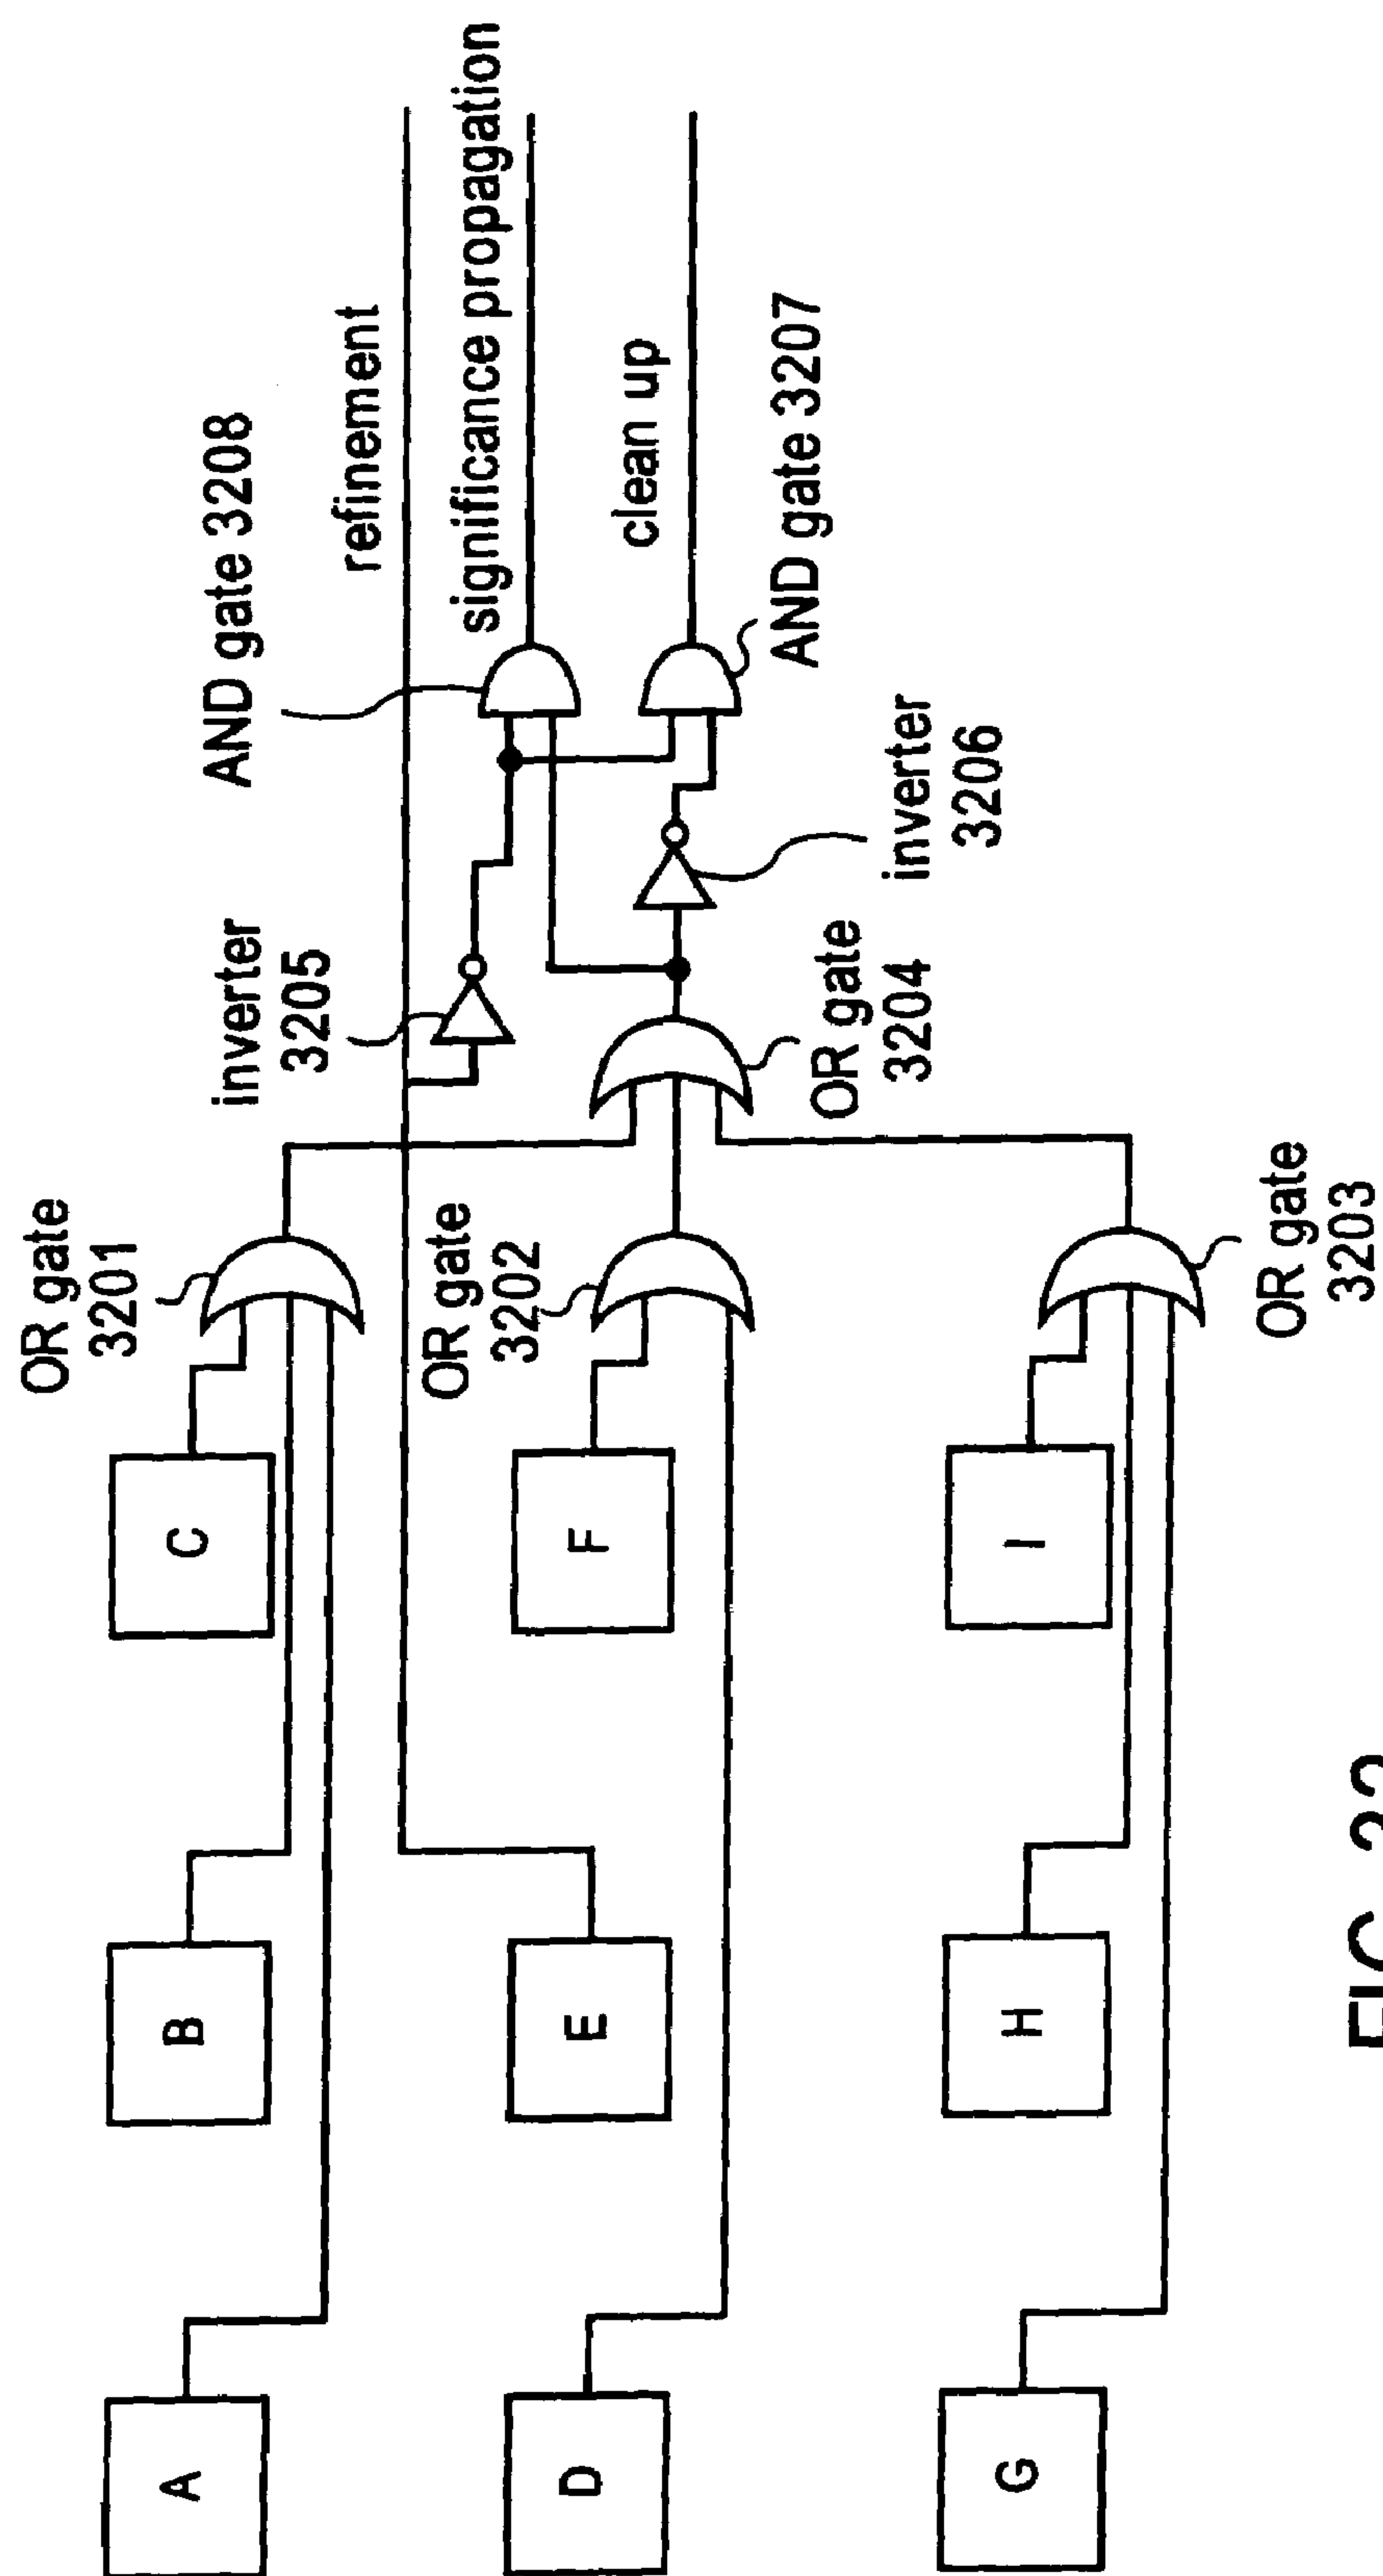 OR gate
3201
A
B
C
AND gate 3208
inverter
3205
refinement
significance propagation
OR gate
3202
D
E
F
clean up
AND gate 3207
OR gate
3204
inverter
3206
G
H
I
OR gate
3203
FIG. 32